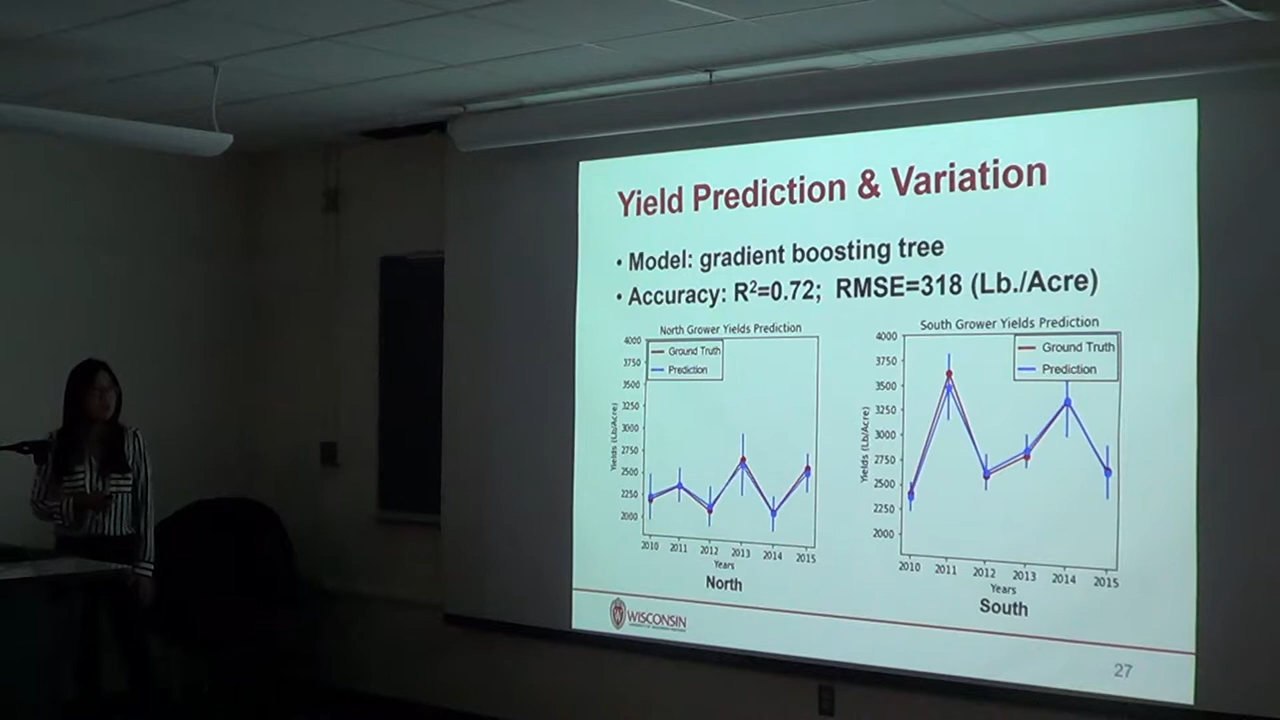 Yield Prediction & Variation
• Model: gradient boosting tree
• Accuracy: R²=0.72; RMSE=318 (Lb./Acre)
North Grower Yields Prediction
Ground Truth
Prediction
4000
3750
3500
3250
3000
2750
2500
2250
2000
Yields (Lb/Acre)
2010 2011 2012 2013 2014 2015
Years
North
South Grower Yields Prediction
Ground Truth
Prediction
4000
3750
3500
3250
3000
2750
2500
2250
2000
Yields (Lb/Acre)
2010 2011 2012 2013 2014 2015
Years
South
WISCONSIN
27